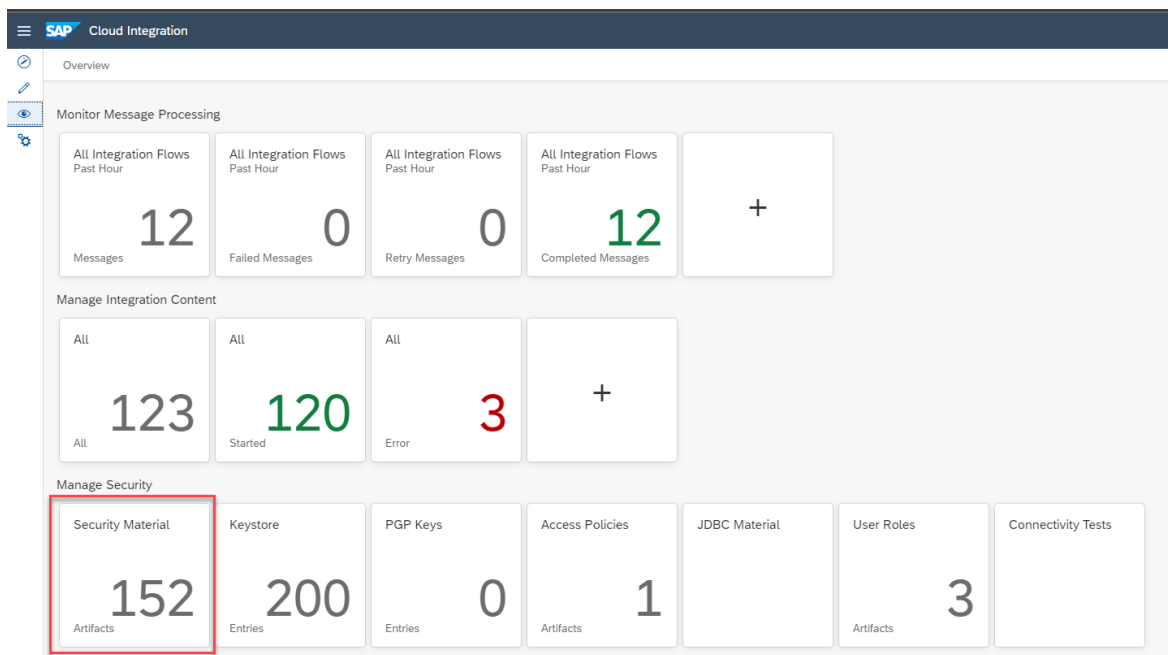 SAP Cloud Integration
Overview
Monitor Message Processing
All Integration Flows
Past Hour
12
Messages
All Integration Flows
Past Hour
0
Failed Messages
All Integration Flows
Past Hour
0
Retry Messages
All Integration Flows
Past Hour
12
Completed Messages
+
Manage Integration Content
All
123
All
All
120
Started
All
3
Error
+
Manage Security
Security Material
152
Artifacts
Keystore
200
Entries
PGP Keys
0
Entries
Access Policies
1
Artifacts
JDBC Material
User Roles
3
Artifacts
Connectivity Tests